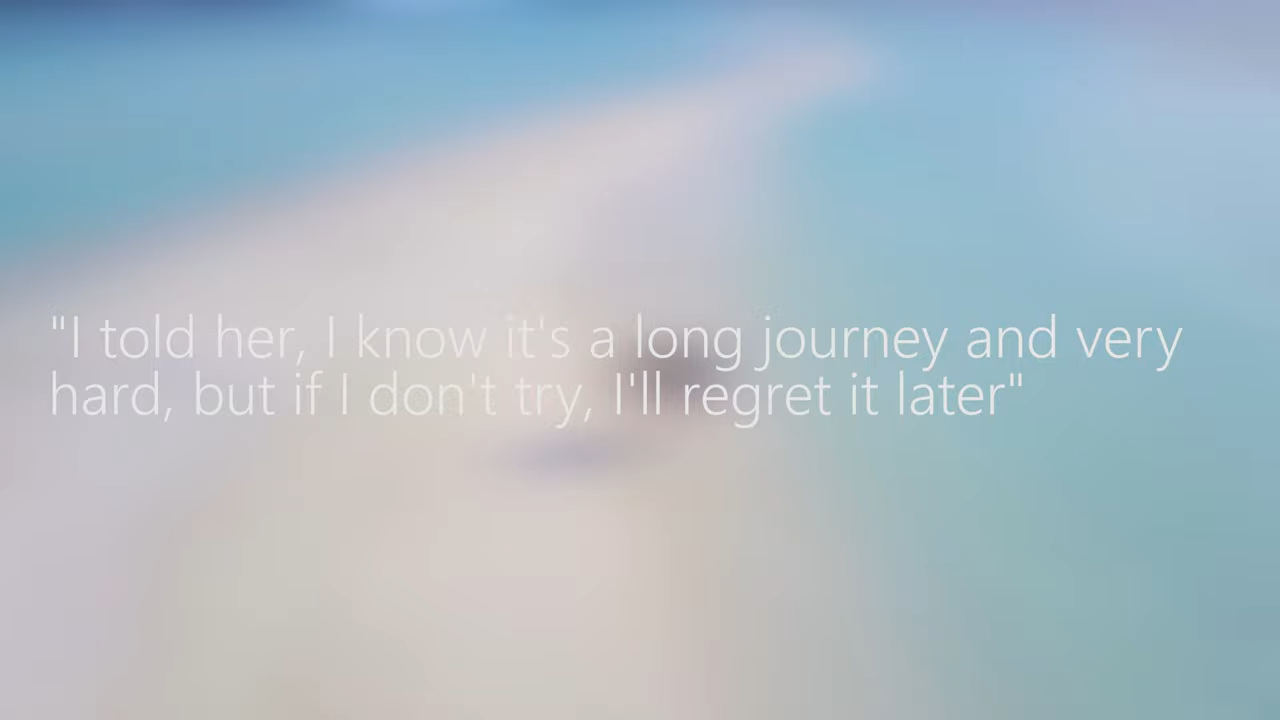 "I told her, I know it's a long journey and very
hard, but if I don't try, I'll regret it later"